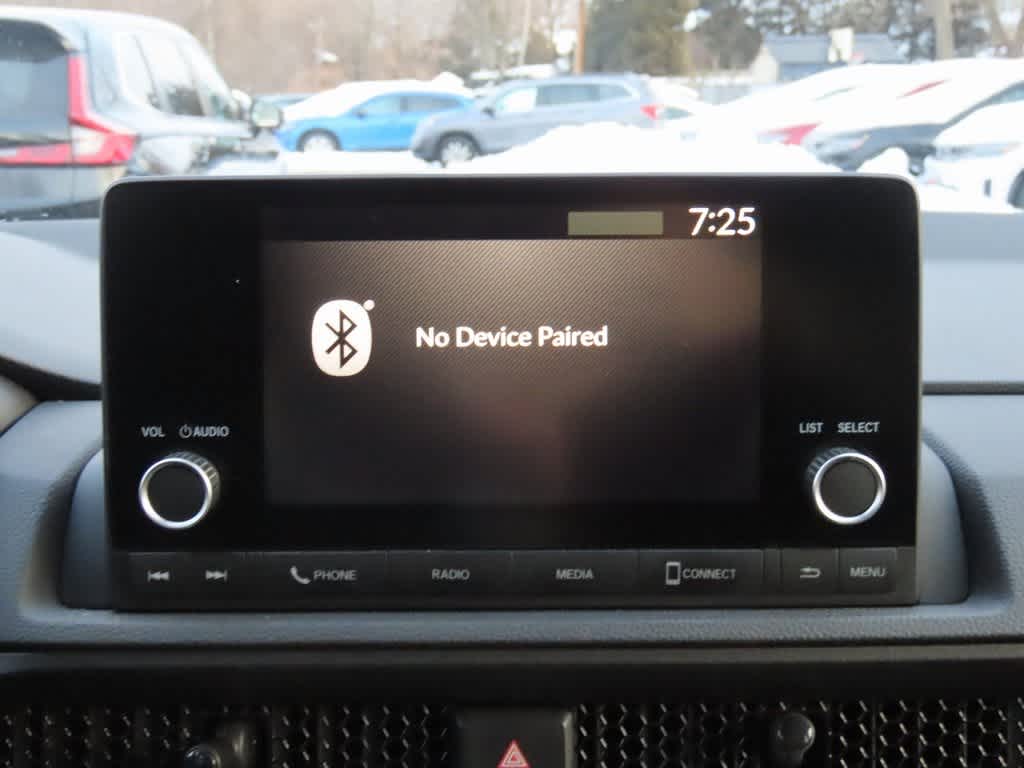 7:25
No Device Paired
VOL AUDIO
LIST SELECT
PHONE RADIO MEDIA CONNECT MENU